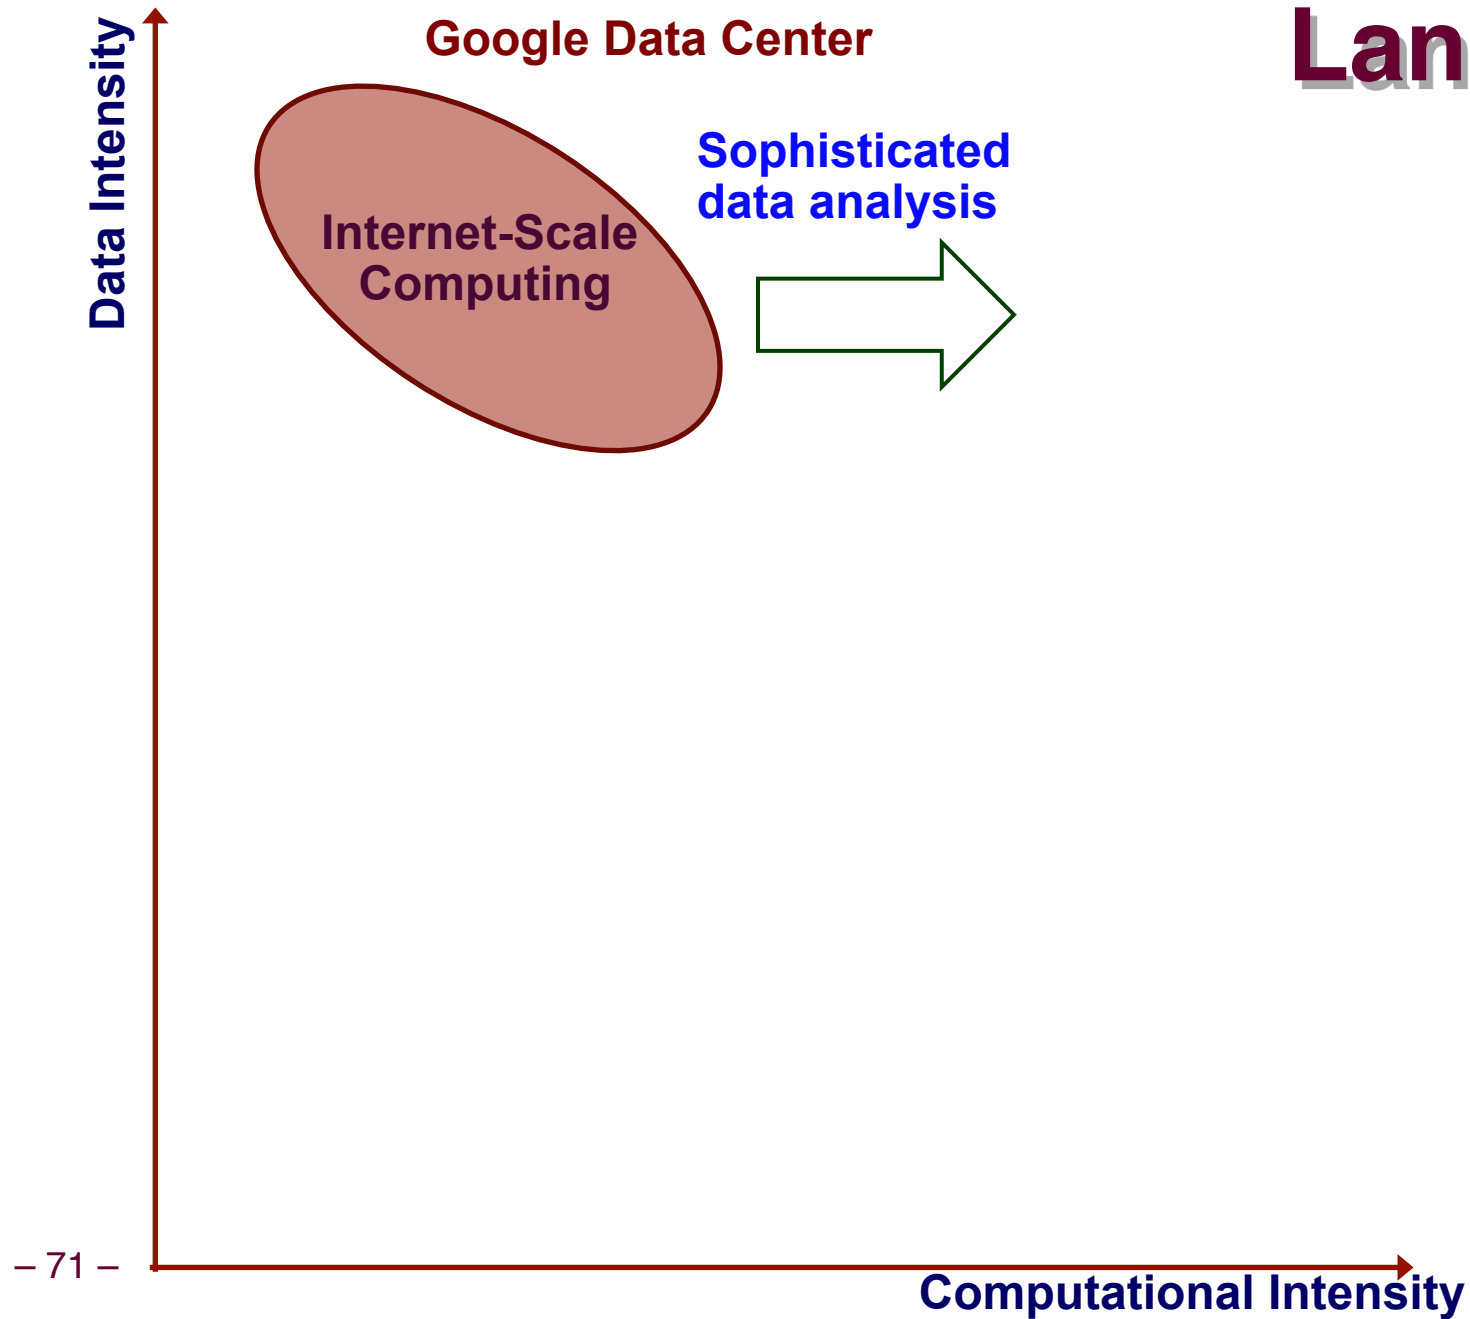 Google Data Center
Lan
Data Intensity
Sophisticated
data analysis
Internet-Scale
Computing
– 71 –
Computational Intensity